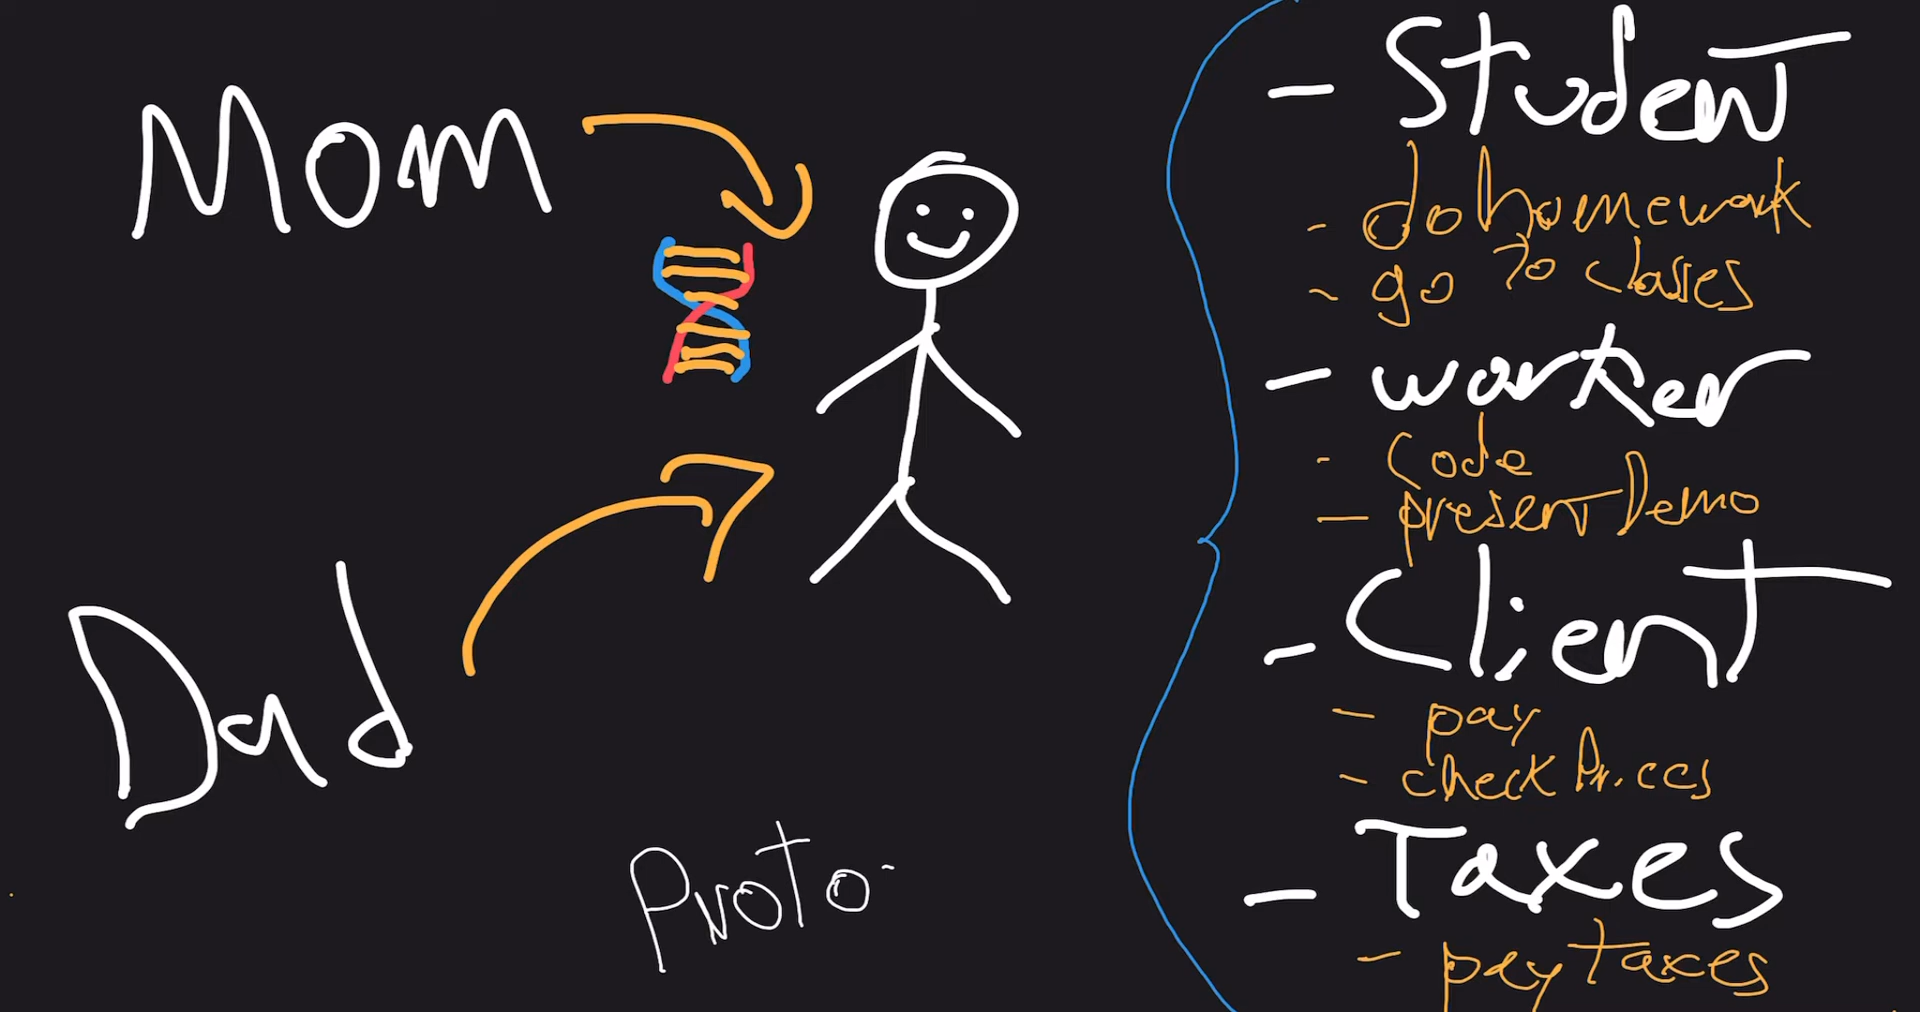 Mom
Dad
Proto
- Student
- do homework
- go To classes
- worker
- Code
- present Demo
- Client
- pay
- check Prices
- Taxes
- pay Taxes